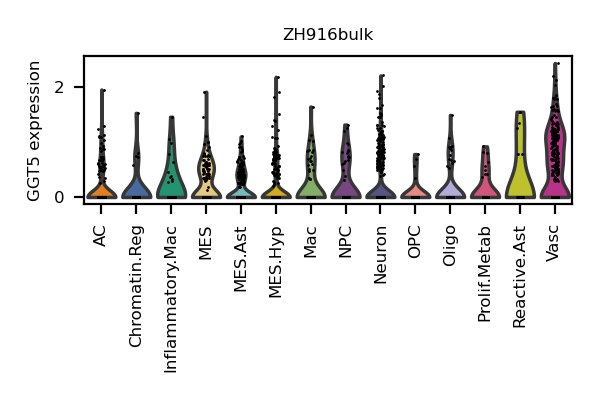 ZH916bulk
GGT5 expression
2
0
AC
Chromatin.Reg
Inflammatory.Mac
MES
MES.Ast
MES.Hyp
Mac
NPC
Neuron
OPC
Oligo
Prolif.Metab
Reactive.Ast
Vasc